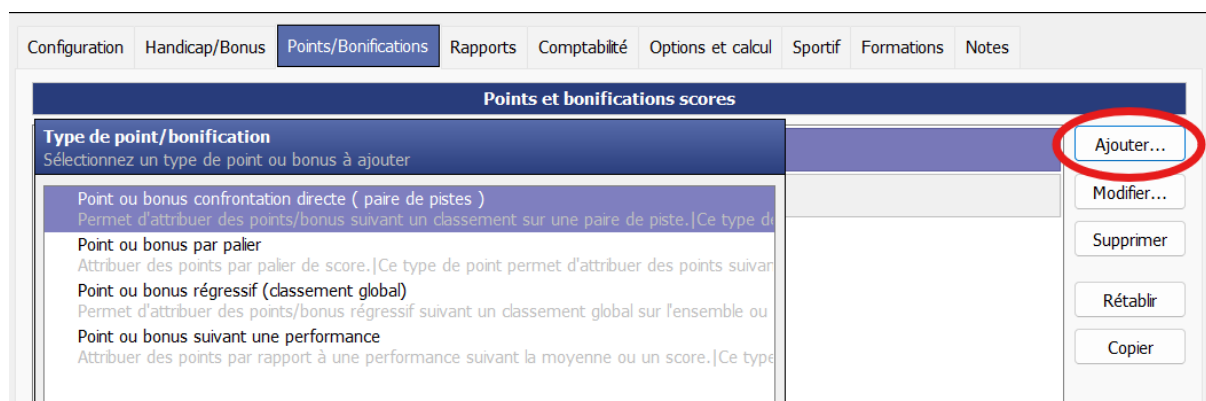 Configuration Handicap/Bonus Points/Bonifications Rapports Comptabilité Options et calcul Sportif Formations Notes
Points et bonifications scores
Type de point/bonification
Sélectionnez un type de point ou bonus à ajouter
Ajouter...
Point ou bonus confrontation directe ( paire de pistes )
Permet d'attribuer des points/bonus suivant un classement sur une paire de piste.|Ce type de
Modifier...
Point ou bonus par palier
Attribuer des points par palier de score.|Ce type de point permet d'attribuer des points suivan
Supprimer
Point ou bonus régressif (classement global)
Permet d'attribuer des points/bonus régressif suivant un classement global sur l'ensemble ou
Rétablir
Point ou bonus suivant une performance
Attribuer des points par rapport à une performance suivant la moyenne ou un score.|Ce type
Copier